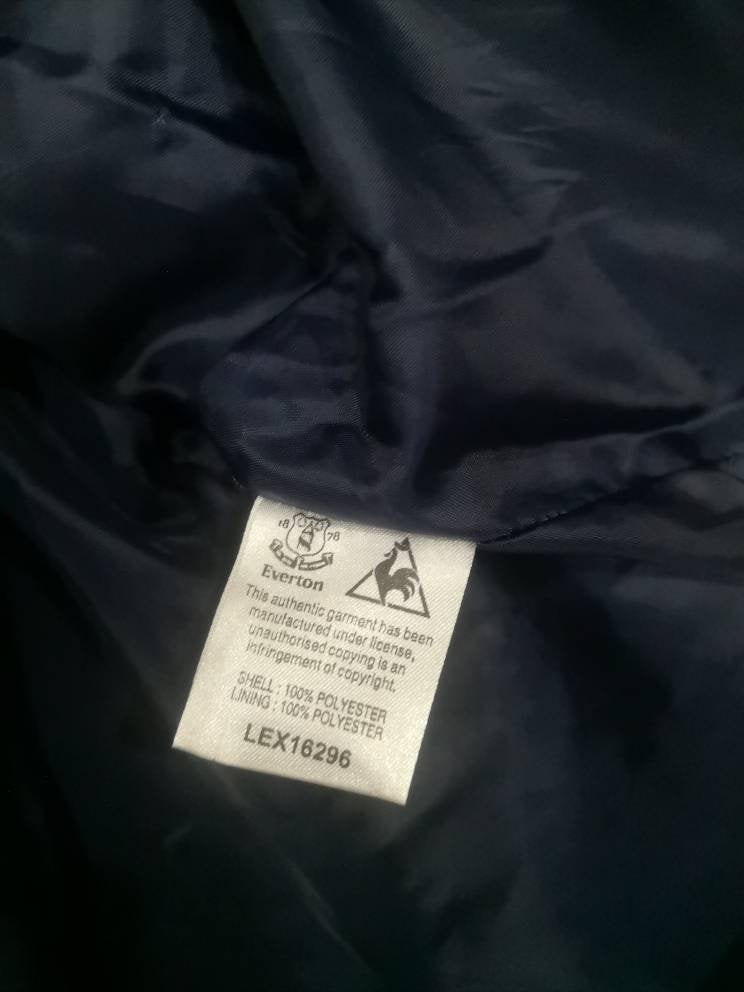 18 78
Everton
This authentic garment has been
manufactured under license,
unauthorised copying is an
infringement of copyright.
SHELL : 100% POLYESTER
LINING : 100% POLYESTER
LEX16296